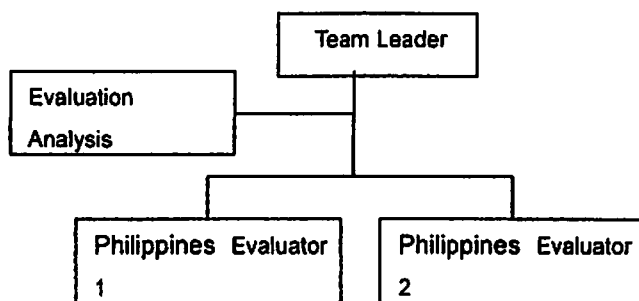 Team Leader
Evaluation
Analysis
Philippines Evaluator
1
Philippines Evaluator
2